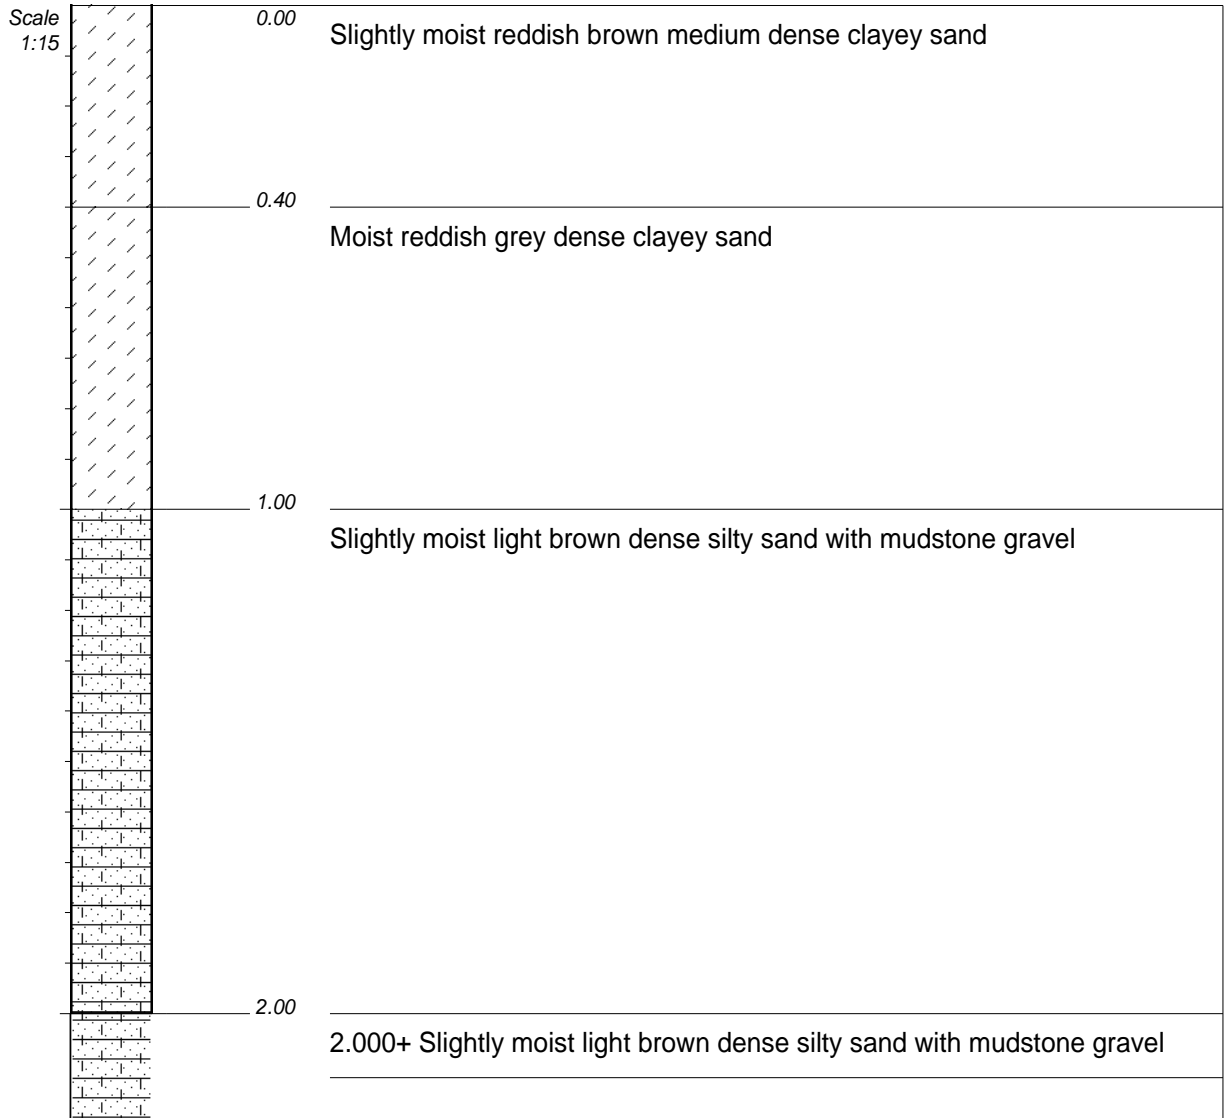 Scale
1:15
0.00
Slightly moist reddish brown medium dense clayey sand
0.40
Moist reddish grey dense clayey sand
1.00
Slightly moist light brown dense silty sand with mudstone gravel
2.00
2.000+ Slightly moist light brown dense silty sand with mudstone gravel